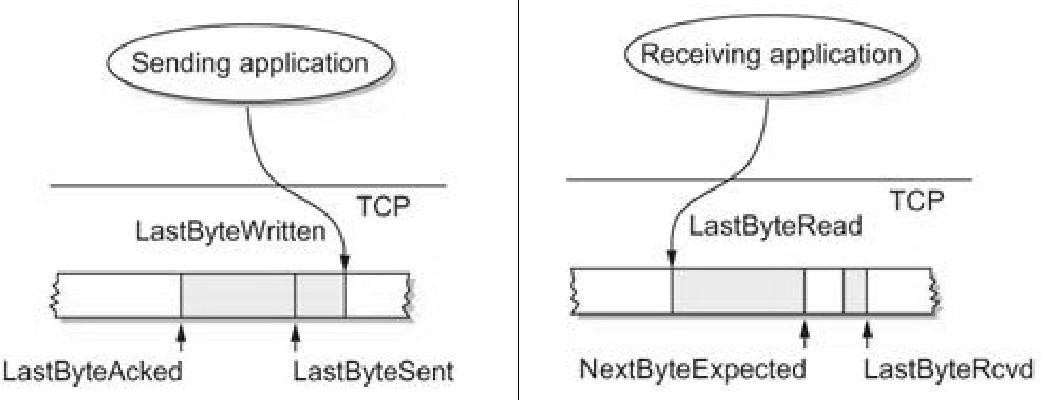 Sending application
TCP
LastByteWritten
LastByteAcked
LastByteSent
Receiving application
TCP
LastByteRead
NextByteExpected
LastByteRcvd